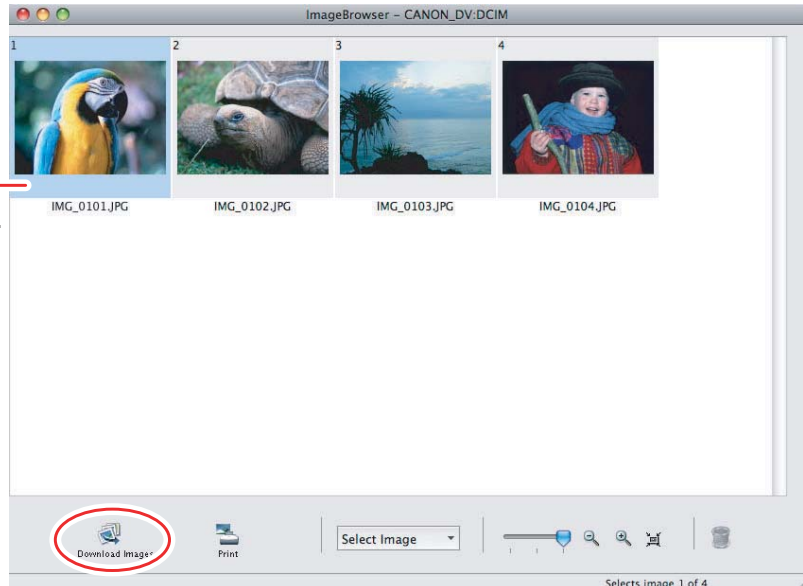 ImageBrowser – CANON_DV:DCIM
1
2
3
4
IMG_0101.JPG
IMG_0102.JPG
IMG_0103.JPG
IMG_0104.JPG
Download Images
Print
Select Image
Selects image 1 of 4